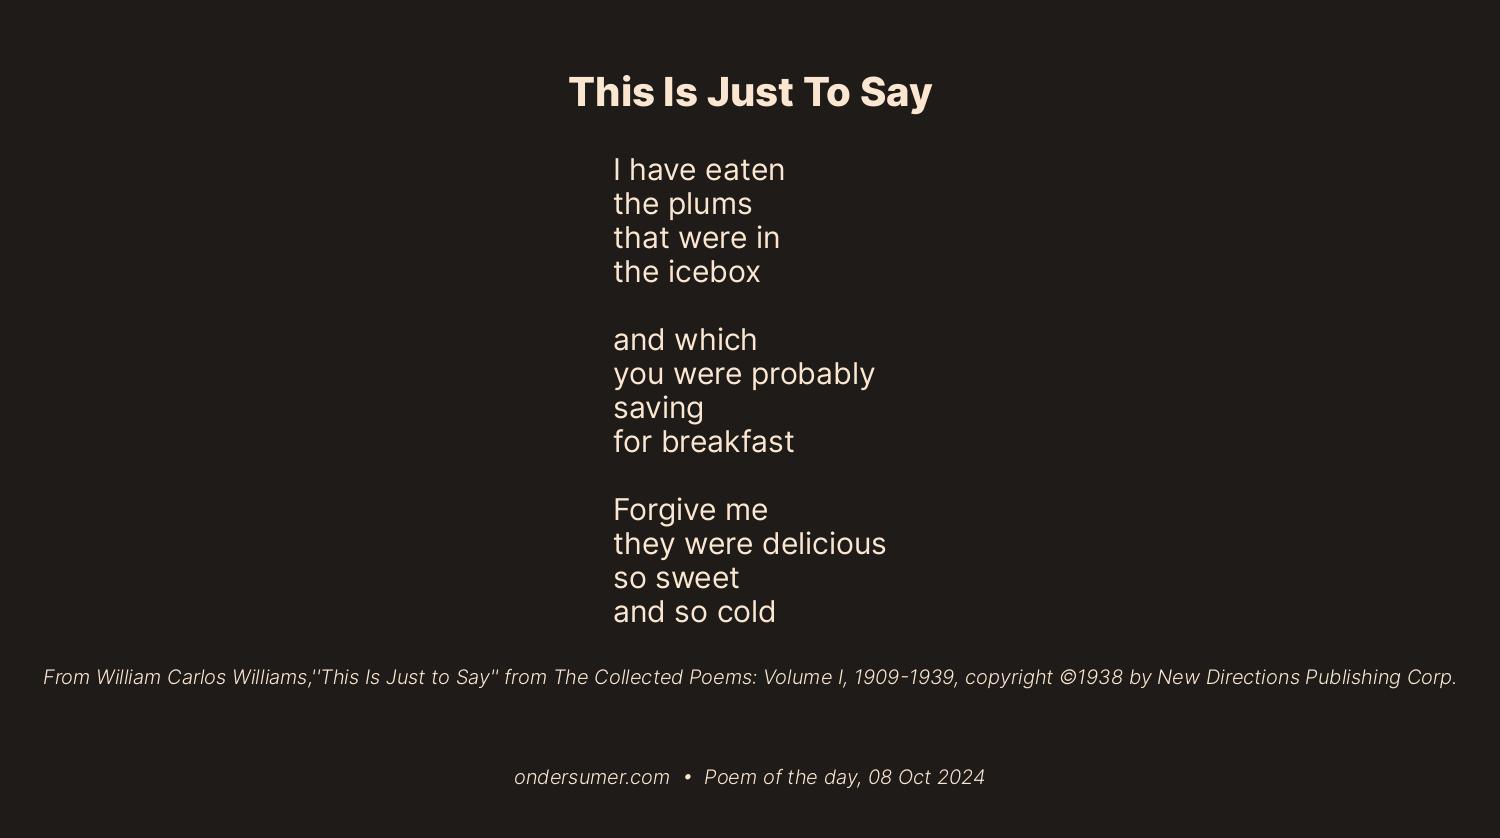 This Is Just To Say
I have eaten
the plums
that were in
the icebox
and which
you were probably
saving
for breakfast
Forgive me
they were delicious
so sweet
and so cold
From William Carlos Williams,''This Is Just to Say'' from The Collected Poems: Volume I, 1909-1939, copyright ©1938 by New Directions Publishing Corp.
ondersumer.com • Poem of the day, 08 Oct 2024